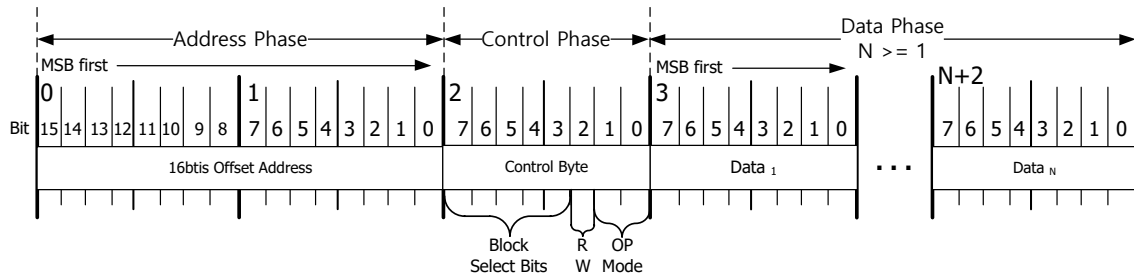 Address Phase Control Phase Data Phase
N >= 1
MSB first MSB first
0 1 2 3 N+2
Bit 15 14 13 12 11 10 9 8 7 6 5 4 3 2 1 0 7 6 5 4 3 2 1 0 7 6 5 4 3 2 1 0 7 6 5 4 3 2 1 0
16btis Offset Address Control Byte Data 1 ... Data N
Block R OP
Select Bits W Mode